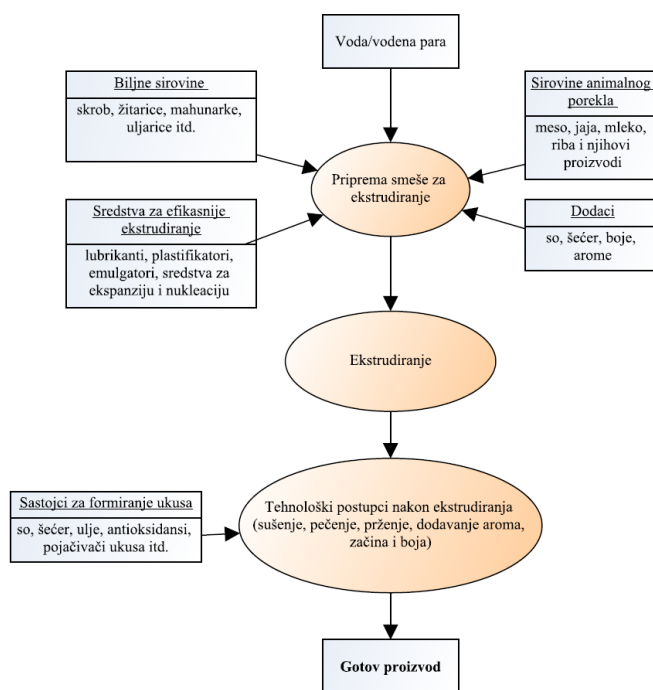 Voda/vodena para
Biljne sirovine
skrob, žitarice, mahunarke,
uljarice itd.
Sirovine animalnog
porekla
meso, jaja, mleko,
riba i njihovi
proizvodi
Priprema smeše za
ekstrudiranje
Sredstva za efikasnije
ekstrudiranje
lubrikanti, plastifikatori,
emulgatori, sredstva za
ekspanziju i nukleaciju
Dodaci
so, šećer, boje,
arome
Ekstrudiranje
Sastojci za formiranje ukusa
so, šećer, ulje, antioksidansi,
pojačivači ukusa itd.
Tehnološki postupci nakon ekstrudiranja
(sušenje, pečenje, prženje, dodavanje aroma,
začina i boja)
Gotov proizvod